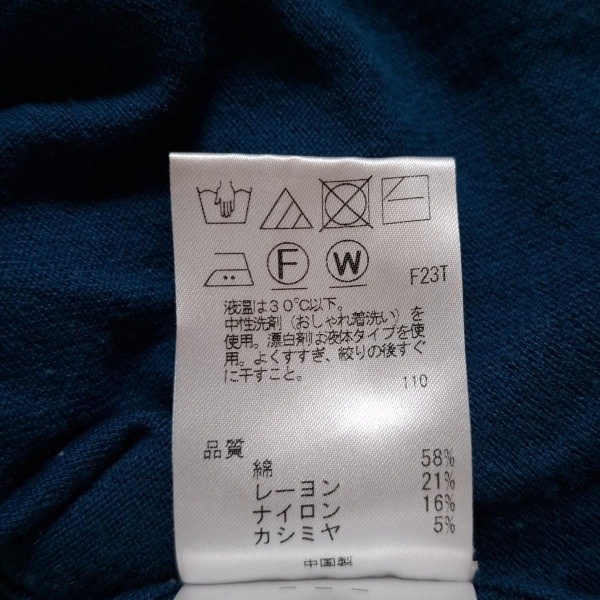 F W F23T
液温は30℃以下。
中性洗剤（おしゃれ着洗い）を
使用。漂白剤は液体タイプを使
用。よくすすぎ、絞りの後すぐ
に干すこと。 110
品質
綿 58%
レーヨン 21%
ナイロン 16%
カシミヤ 5%
中国製